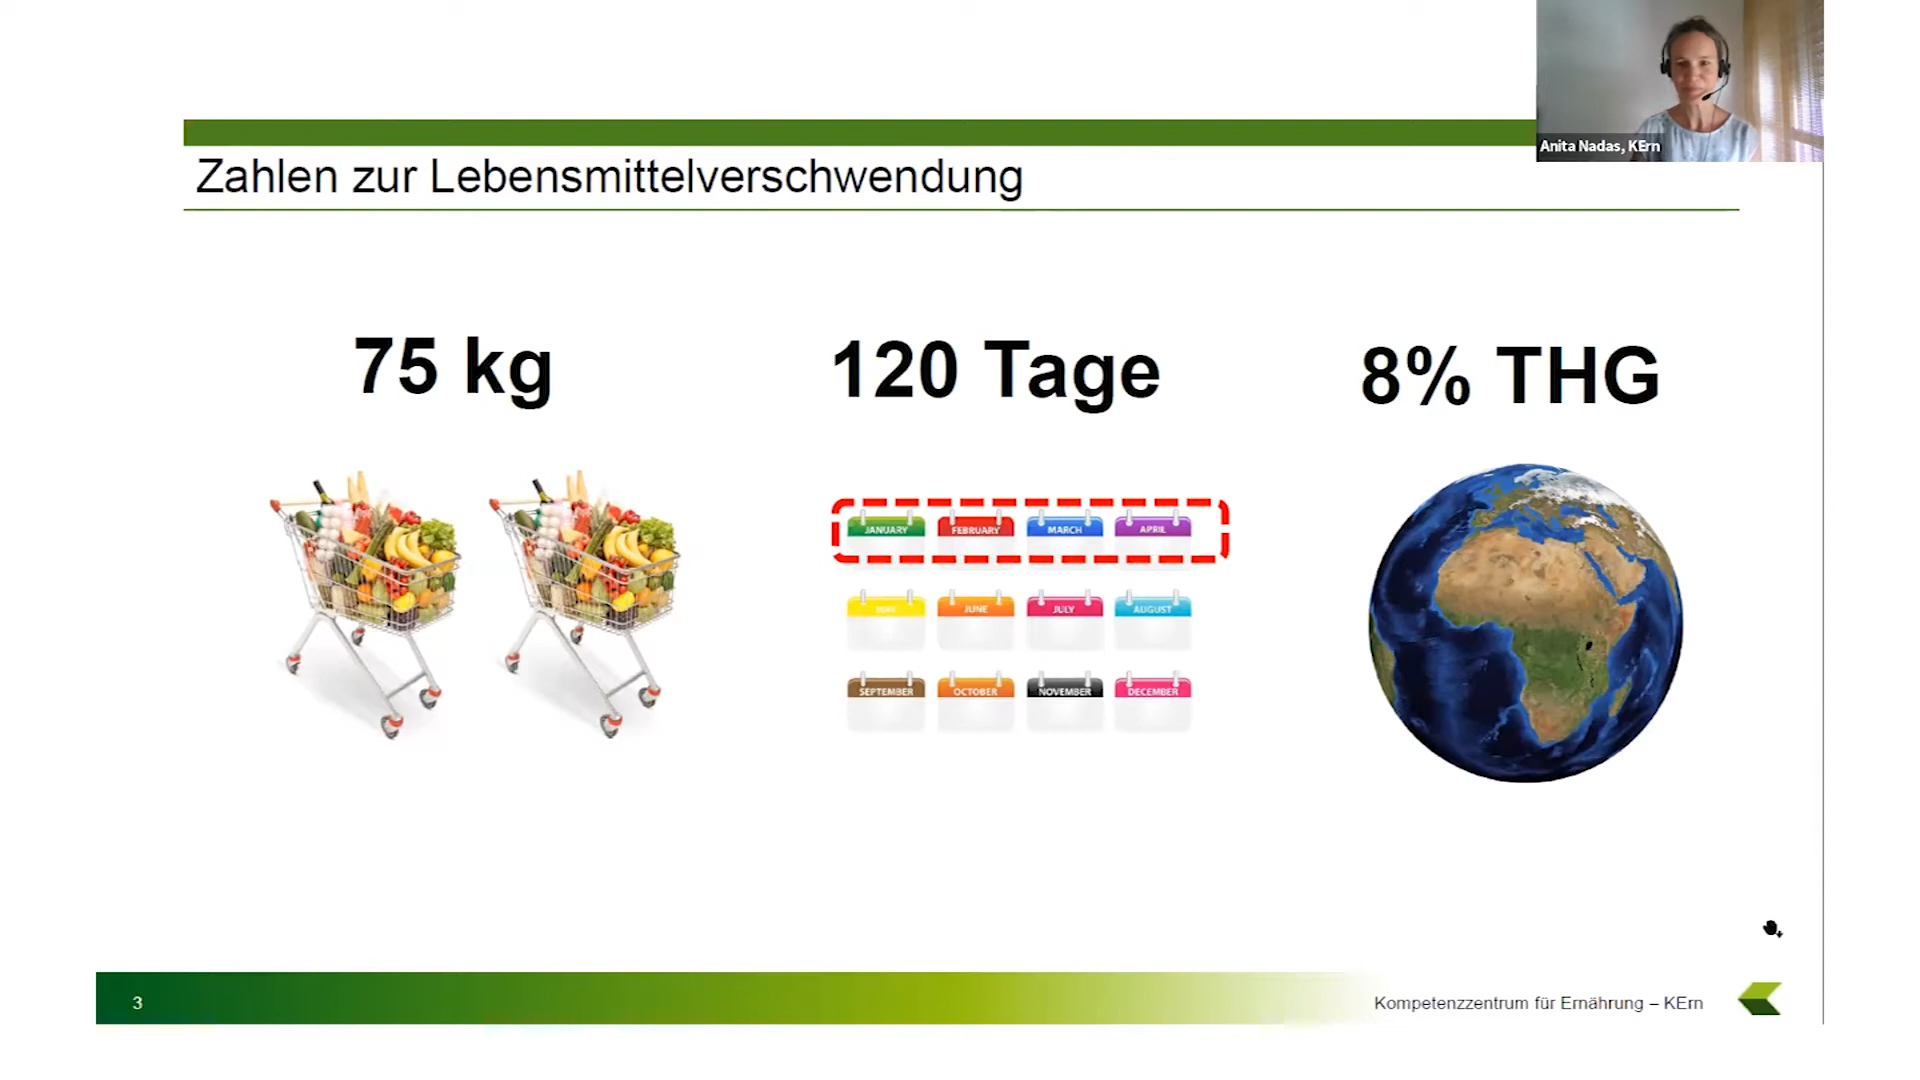 Anita Nadas, KErn
Zahlen zur Lebensmittelverschwendung
75 kg
120 Tage
8% THG
JANUARY FEBRUARY MARCH APRIL
JUNE JULY AUGUST
SEPTEMBER OCTOBER NOVEMBER DECEMBER
3
Kompetenzzentrum für Ernährung – KErn